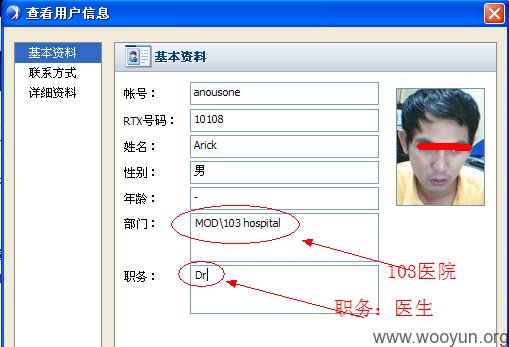 查看用户信息
基本资料
联系方式
详细资料
基本资料
帐号： anousone
RTX号码： 10108
姓名： Arick
性别： 男
年龄： -
部门： MOD\103 hospital
103医院
职务： Dr
职务：医生
www.wooyun.org